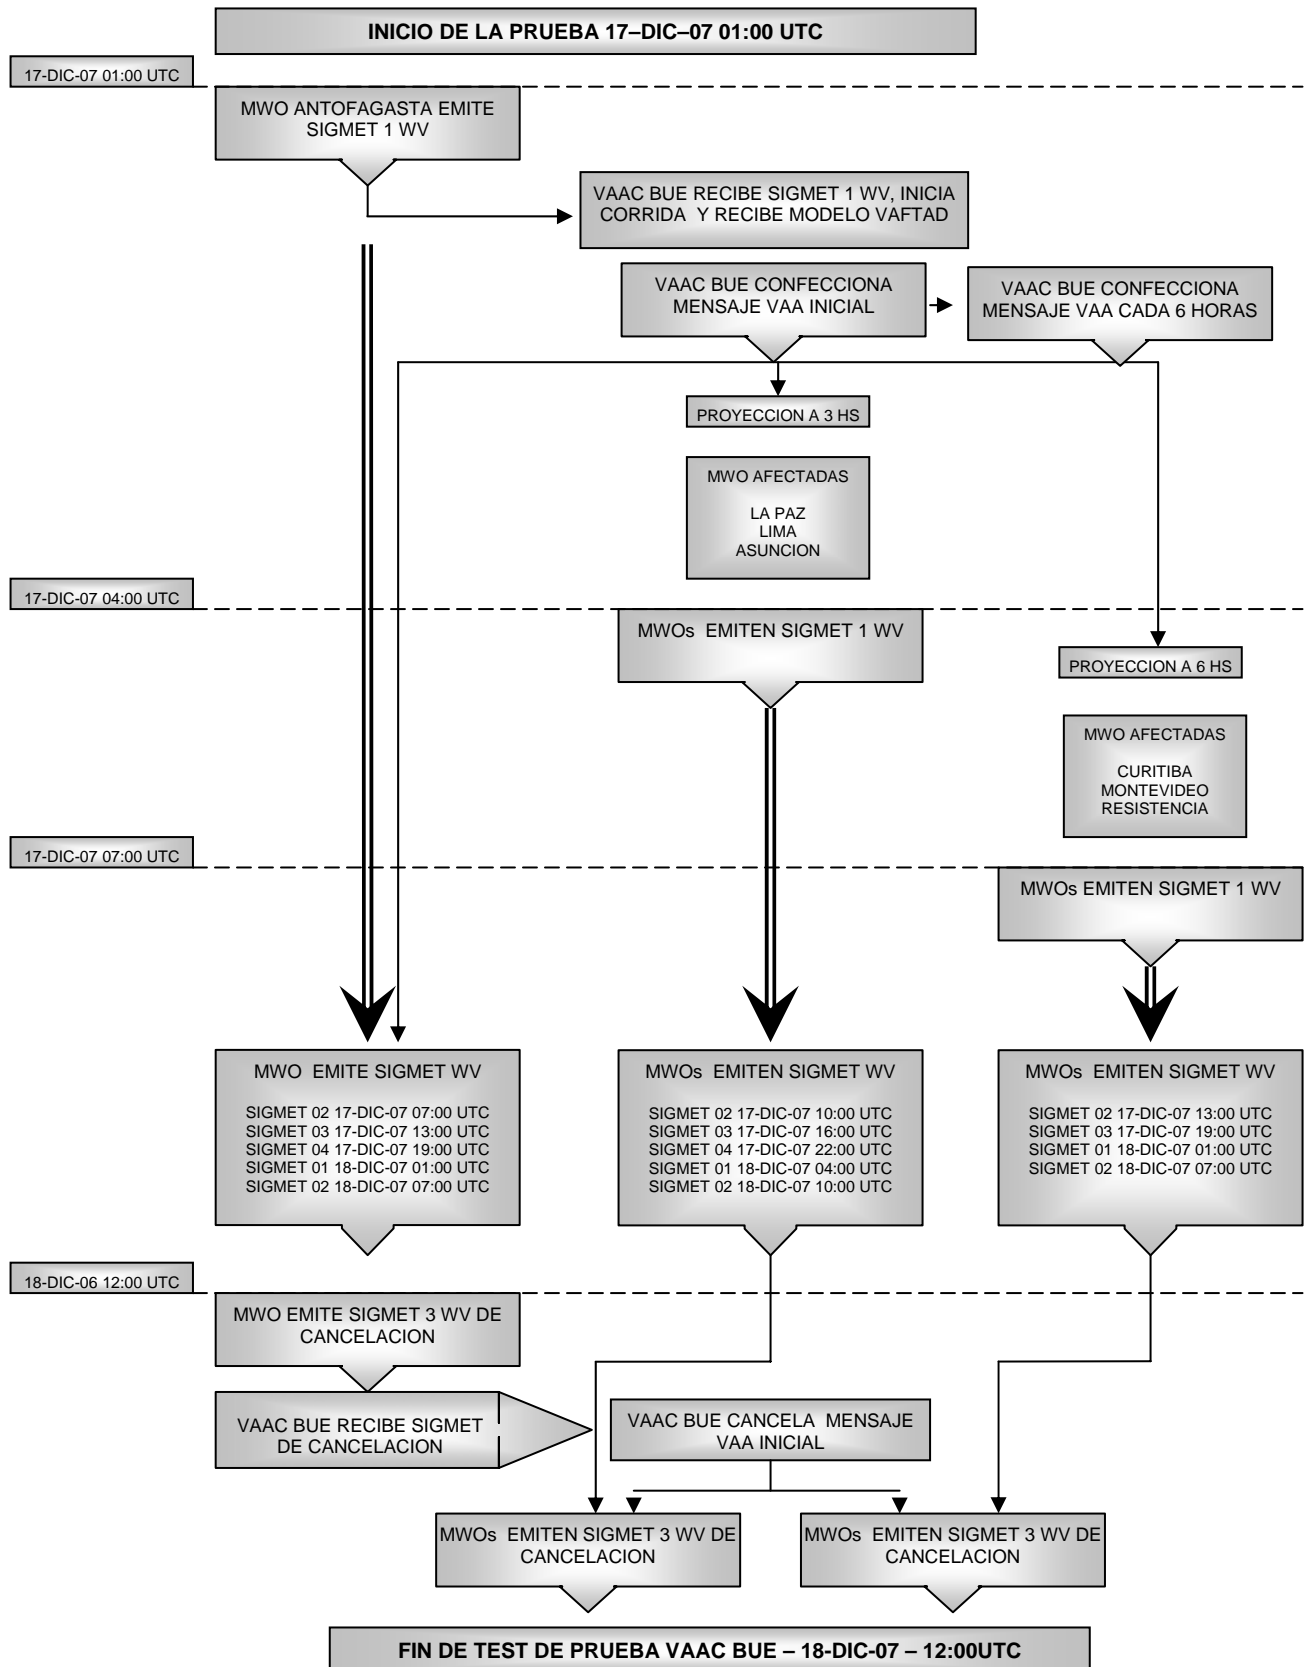 INICIO DE LA PRUEBA 17–DIC–07 01:00 UTC
17-DIC-07 01:00 UTC
MWO ANTOFAGASTA EMITE
SIGMET 1 WV
VAAC BUE RECIBE SIGMET 1 WV, INICIA
CORRIDA Y RECIBE MODELO VAFTAD
VAAC BUE CONFECCIONA
MENSAJE VAA INICIAL
VAAC BUE CONFECCIONA
MENSAJE VAA CADA 6 HORAS
PROYECCION A 3 HS
MWO AFECTADAS
LA PAZ
LIMA
ASUNCION
17-DIC-07 04:00 UTC
MWOs EMITEN SIGMET 1 WV
PROYECCION A 6 HS
MWO AFECTADAS
CURITIBA
MONTEVIDEO
RESISTENCIA
17-DIC-07 07:00 UTC
MWOs EMITEN SIGMET 1 WV
MWO EMITE SIGMET WV
SIGMET 02 17-DIC-07 07:00 UTC
SIGMET 03 17-DIC-07 13:00 UTC
SIGMET 04 17-DIC-07 19:00 UTC
SIGMET 01 18-DIC-07 01:00 UTC
SIGMET 02 18-DIC-07 07:00 UTC
MWOs EMITEN SIGMET WV
SIGMET 02 17-DIC-07 10:00 UTC
SIGMET 03 17-DIC-07 16:00 UTC
SIGMET 04 17-DIC-07 22:00 UTC
SIGMET 01 18-DIC-07 04:00 UTC
SIGMET 02 18-DIC-07 10:00 UTC
MWOs EMITEN SIGMET WV
SIGMET 02 17-DIC-07 13:00 UTC
SIGMET 03 17-DIC-07 19:00 UTC
SIGMET 01 18-DIC-07 01:00 UTC
SIGMET 02 18-DIC-07 07:00 UTC
18-DIC-06 12:00 UTC
MWO EMITE SIGMET 3 WV DE
CANCELACION
VAAC BUE RECIBE SIGMET
DE CANCELACION
VAAC BUE CANCELA MENSAJE
VAA INICIAL
MWOs EMITEN SIGMET 3 WV DE
CANCELACION
MWOs EMITEN SIGMET 3 WV DE
CANCELACION
FIN DE TEST DE PRUEBA VAAC BUE – 18-DIC-07 – 12:00UTC